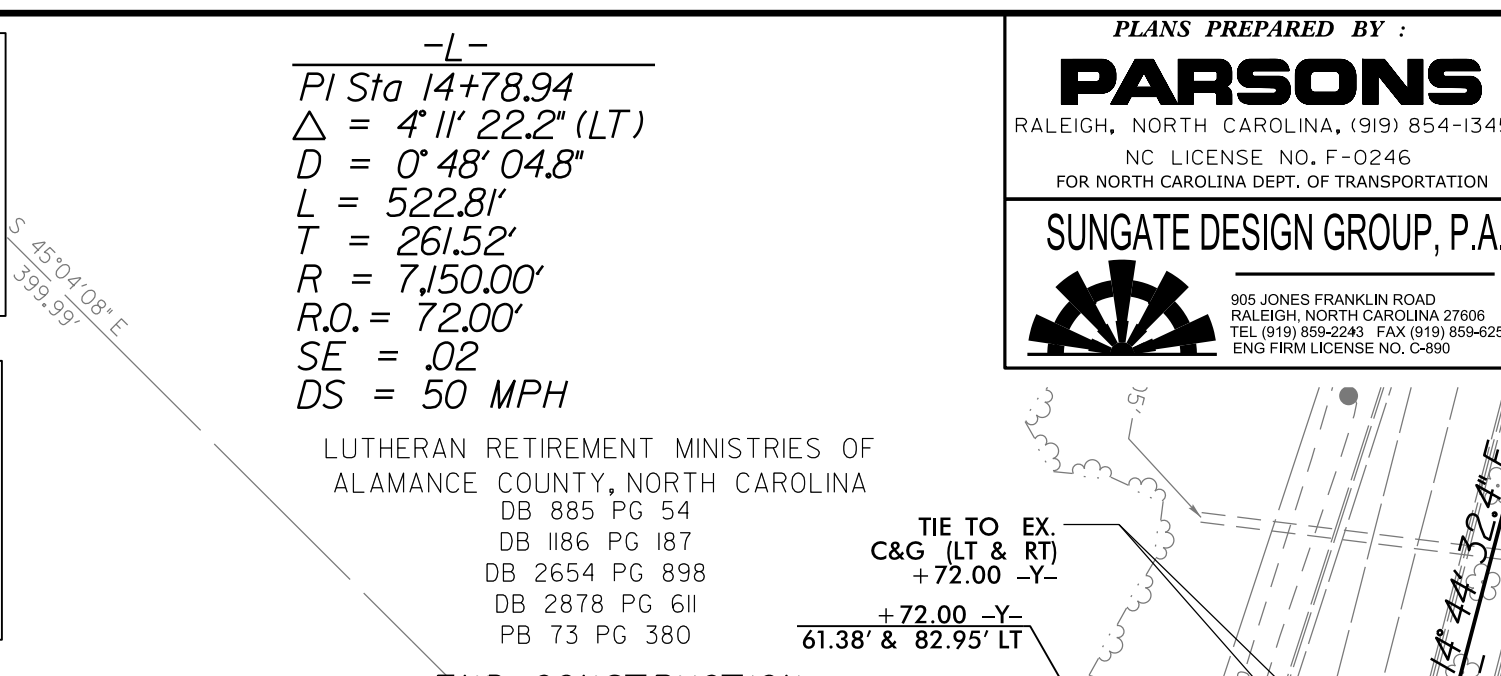 -L-
PI Sta 14+78.94
△ = 4° 11' 22.2" (LT)
D = 0° 48' 04.8"
L = 522.81'
T = 261.52'
R = 7,150.00'
R.O. = 72.00'
SE = .02
DS = 50 MPH
S 45°04'08" E
399.99'
LUTHERAN RETIREMENT MINISTRIES OF
ALAMANCE COUNTY, NORTH CAROLINA
DB 885 PG 54
DB 1186 PG 187
DB 2654 PG 898
DB 2878 PG 611
PB 73 PG 380
TIE TO EX.
C&G (LT & RT)
+72.00 -Y-
+72.00 -Y-
61.38' & 82.95' LT
PLANS PREPARED BY :
PARSONS
RALEIGH, NORTH CAROLINA, (919) 854-1345
NC LICENSE NO. F-0246
FOR NORTH CAROLINA DEPT. OF TRANSPORTATION
SUNGATE DESIGN GROUP, P.A.
905 JONES FRANKLIN ROAD
RALEIGH, NORTH CAROLINA 27606
TEL (919) 859-2243 FAX (919) 859-625
ENG FIRM LICENSE NO. C-890
14° 44' 32.4" E